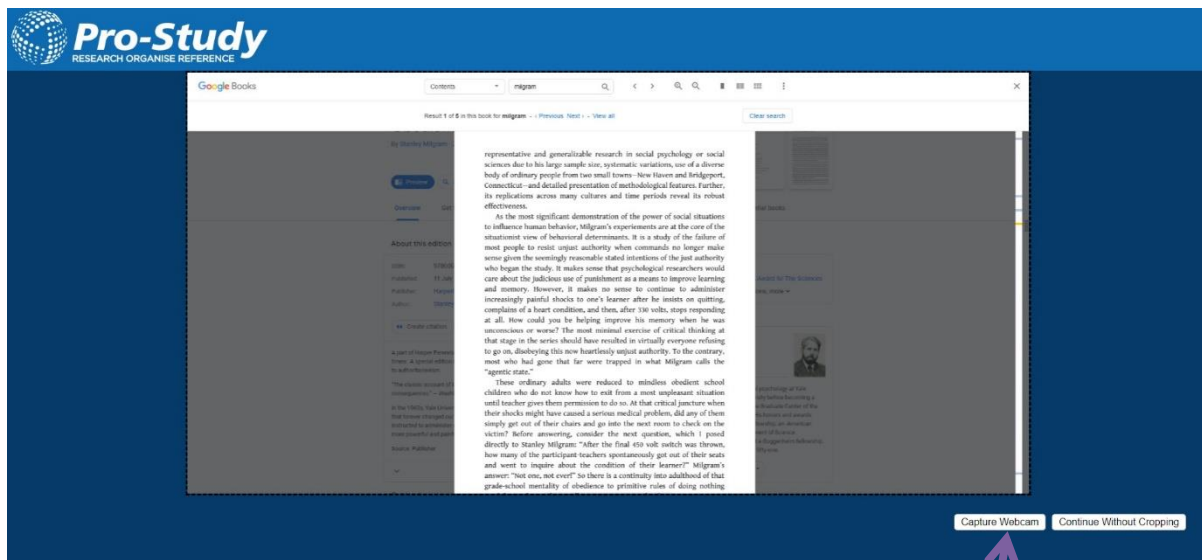 Pro-Study
RESEARCH ORGANISE REFERENCE
Google Books
Contents
milgram
Result 1 of 5 in this book for milgram - ‹ Previous Next › - View all
Clear search
By Stanley Milgram
Preview
Overview
About this edition
Create citation
Source: Publisher
representative and generalizable research in social psychology or social
sciences due to his large sample size, systematic variations, use of a diverse
body of ordinary people from two small towns—New Haven and Bridgeport,
Connecticut—and detailed presentation of methodological features. Further,
its replications across many cultures and time periods reveal its robust
effectiveness.
As the most significant demonstration of the power of social situations
to influence human behavior, Milgram's experiements are at the core of the
situationist view of behavioral determinants. It is a study of the failure of
most people to resist unjust authority when commands no longer make
sense given the seemingly reasonable stated intentions of the just authority
who began the study. It makes sense that psychological researchers would
care about the judicious use of punishment as a means to improve learning
and memory. However, it makes no sense to continue to administer
increasingly painful shocks to one's learner after he insists on quitting,
complains of a heart condition, and then, after 330 volts, stops responding
at all. How could you be helping improve his memory when he was
unconscious or worse? The most minimal exercise of critical thinking at
that stage in the series should have resulted in virtually everyone refusing
to go on, disobeying this now heartlessly unjust authority. To the contrary,
most who had gone that far were trapped in what Milgram calls the
"agentic state."
These ordinary adults were reduced to mindless obedient school
children who do not know how to exit from a most unpleasant situation
until teacher gives them permission to do so. At that critical juncture when
their shocks might have caused a serious medical problem, did any of them
simply get out of their chairs and go into the next room to check on the
victim? Before answering, consider the next question, which I posed
directly to Stanley Milgram: "After the final 450 volt switch was thrown,
how many of the participant-teachers spontaneously got out of their seats
and went to inquire about the condition of their learner?" Milgram's
answer: "Not one, not ever!" So there is a continuity into adulthood of that
grade-school mentality of obedience to primitive rules of doing nothing
Capture Webcam
Continue Without Cropping